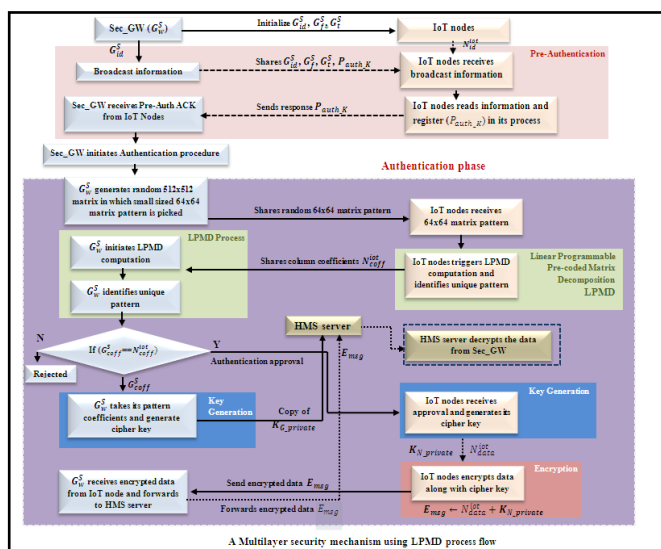 Sec_GW (G_w^S)
Initialize G_id^S, G_f^S, G_t^S
IoT nodes
G_id^S
N_id^iot
Pre-Authentication
Broadcast information
Shares G_id^S, G_f^S, G_t^S, P_auth_K
IoT nodes receives
broadcast information
Sec_GW receives Pre-Auth ACK
from IoT Nodes
Sends response P_auth_K
IoT nodes reads information and
register (P_auth_K) in its process
Sec_GW initiates Authentication procedure
Authentication phase
G_w^S generates random 512x512
matrix in which small sized 64x64
matrix pattern is picked
Shares random 64x64 matrix pattern
IoT nodes receives
64x64 matrix pattern
LPMD Process
G_w^S initiates LPMD
computation
Shares column coefficients N_coff^iot
IoT nodes triggers LPMD
computation and
identifies unique pattern
Linear Programmable
Pre-coded Matrix
Decomposition
LPMD
G_w^S identifies unique
pattern
HMS server
HMS server decrypts the data
from Sec_GW
N
If (G_coff^S==N_coff^iot)
Y
Authentication approval
E_msg
Rejected
G_coff^S
G_w^S takes its pattern
coefficients and generate
cipher key
Key
Generation
Copy of
K_G_private
IoT nodes receives
approval and generates its
cipher key
Key Generation
K_N_private
N_data^iot
G_w^S receives encrypted data
from IoT node and forwards
to HMS server
Send encrypted data E_msg
Forwards encrypted data E_msg
IoT nodes encrypts data
along with cipher key
Encryption
E_msg ← N_data^iot + K_N_private
A Multilayer security mechanism using LPMD process flow